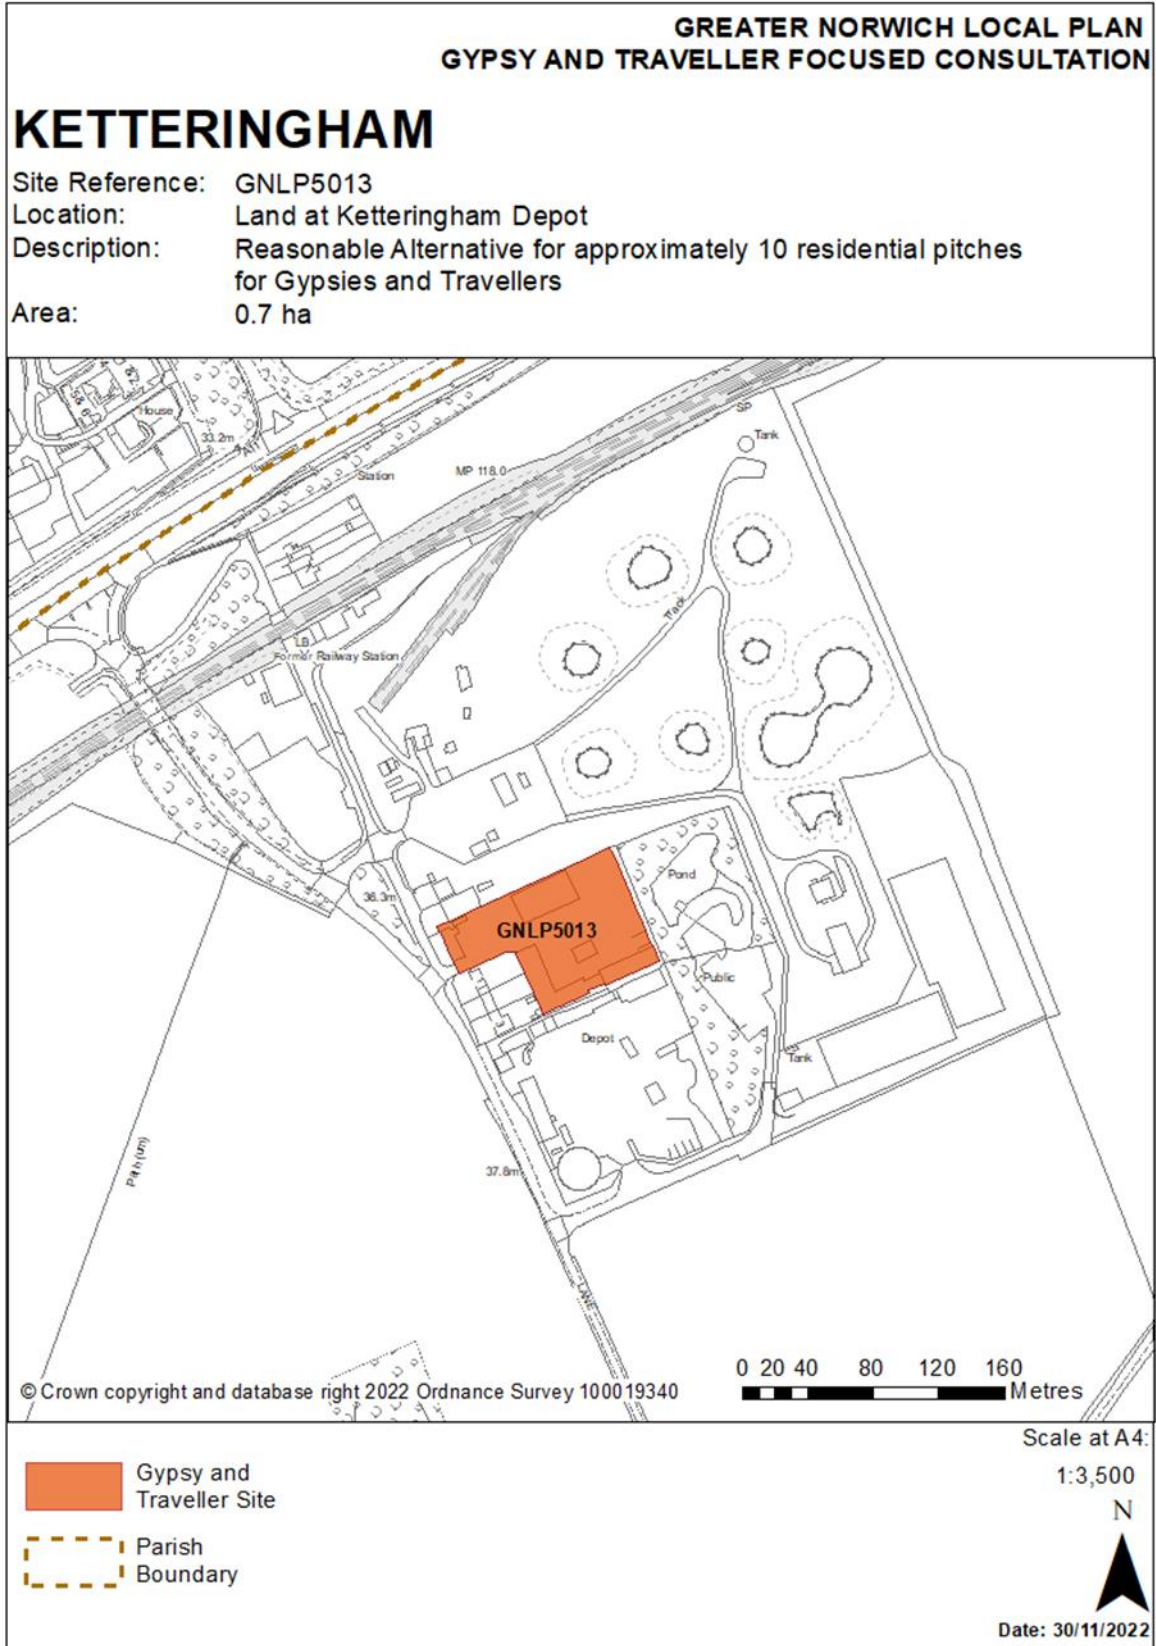 GREATER NORWICH LOCAL PLAN
GYPSY AND TRAVELLER FOCUSED CONSULTATION
KETTERINGHAM
Site Reference: GNLP5013
Location: Land at Ketteringham Depot
Description: Reasonable Alternative for approximately 10 residential pitches
for Gypsies and Travellers
Area: 0.7 ha
House
33.2m
A11
Station
MP 118.0
SP
Tank
Track
LB
Former Railway Station
36.3m
GNLP5013
Pond
Public
Depot
Tank
Path (um)
37.8m
LANE
0 20 40 80 120 160
Metres
© Crown copyright and database right 2022 Ordnance Survey 100019340
Gypsy and
Traveller Site
Parish
Boundary
Scale at A4:
1:3,500
N
Date: 30/11/2022